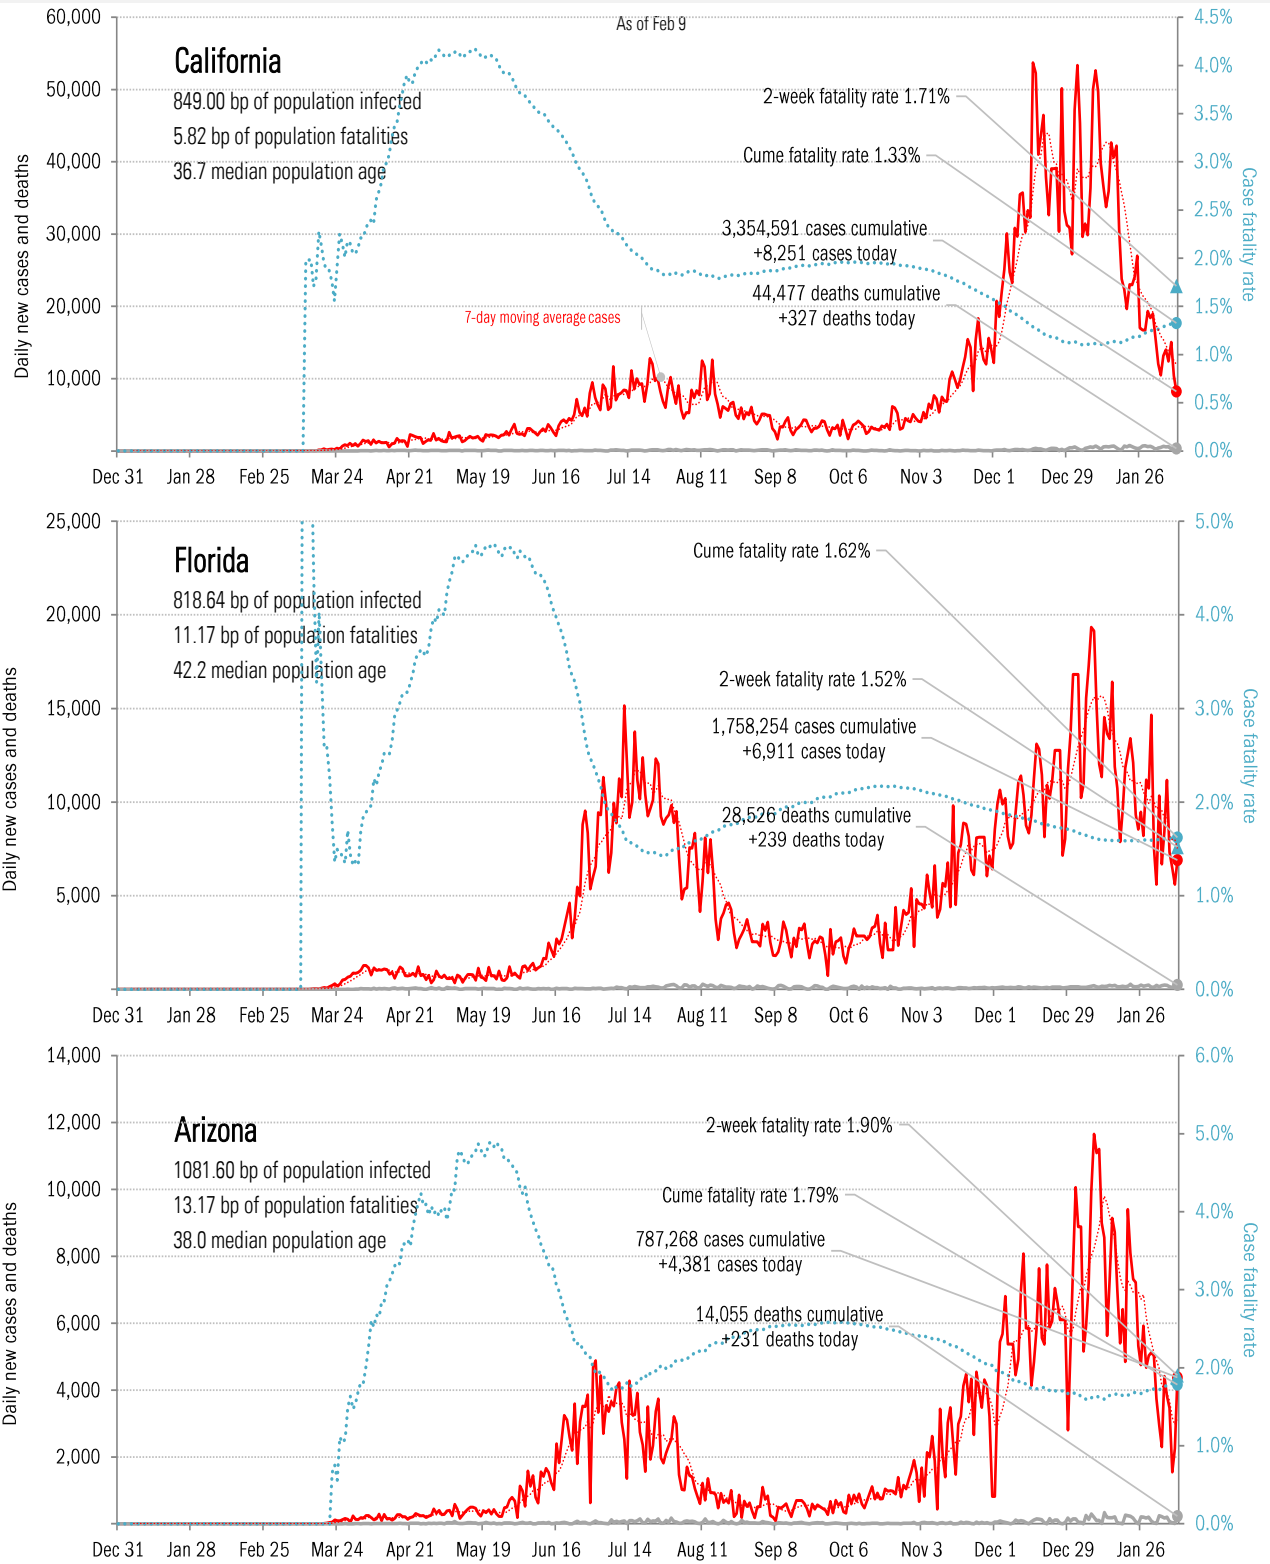 As of Feb 9
60,000
50,000
40,000
30,000
20,000
10,000
Daily new cases and deaths
California
849.00 bp of population infected
5.82 bp of population fatalities
36.7 median population age
7-day moving average cases
2-week fatality rate 1.71%
Cume fatality rate 1.33%
3,354,591 cases cumulative
+8,251 cases today
44,477 deaths cumulative
+327 deaths today
4.5%
4.0%
3.5%
3.0%
2.5%
2.0%
1.5%
1.0%
0.5%
0.0%
Case fatality rate
Dec 31 Jan 28 Feb 25 Mar 24 Apr 21 May 19 Jun 16 Jul 14 Aug 11 Sep 8 Oct 6 Nov 3 Dec 1 Dec 29 Jan 26
25,000
20,000
15,000
10,000
5,000
Daily new cases and deaths
Florida
818.64 bp of population infected
11.17 bp of population fatalities
42.2 median population age
Cume fatality rate 1.62%
2-week fatality rate 1.52%
1,758,254 cases cumulative
+6,911 cases today
28,526 deaths cumulative
+239 deaths today
5.0%
4.0%
3.0%
2.0%
1.0%
0.0%
Case fatality rate
Dec 31 Jan 28 Feb 25 Mar 24 Apr 21 May 19 Jun 16 Jul 14 Aug 11 Sep 8 Oct 6 Nov 3 Dec 1 Dec 29 Jan 26
14,000
12,000
10,000
8,000
6,000
4,000
2,000
Daily new cases and deaths
Arizona
1081.60 bp of population infected
13.17 bp of population fatalities
38.0 median population age
2-week fatality rate 1.90%
Cume fatality rate 1.79%
787,268 cases cumulative
+4,381 cases today
14,055 deaths cumulative
+231 deaths today
6.0%
5.0%
4.0%
3.0%
2.0%
1.0%
0.0%
Case fatality rate
Dec 31 Jan 28 Feb 25 Mar 24 Apr 21 May 19 Jun 16 Jul 14 Aug 11 Sep 8 Oct 6 Nov 3 Dec 1 Dec 29 Jan 26